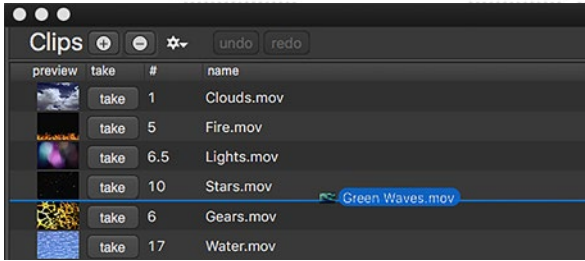 Clips undo redo
preview take # name
take 1 Clouds.mov
take 5 Fire.mov
take 6.5 Lights.mov
take 10 Stars.mov
Green Waves.mov
take 6 Gears.mov
take 17 Water.mov